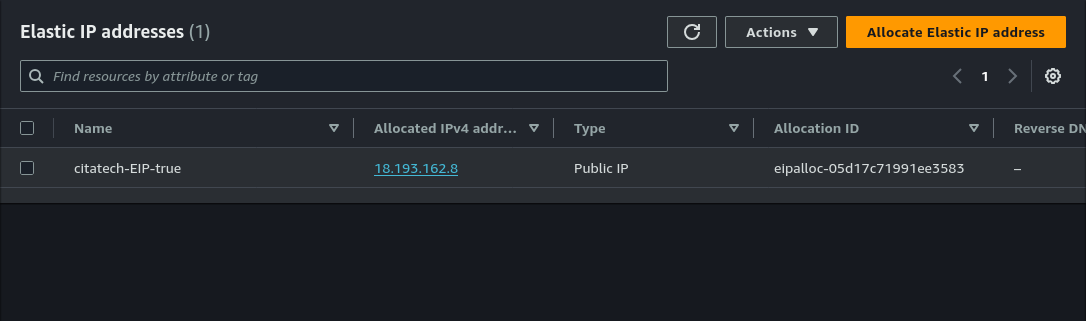 Elastic IP addresses (1)
Actions
Allocate Elastic IP address
Find resources by attribute or tag
1
Name Allocated IPv4 addr... Type Allocation ID Reverse DN
citatech-EIP-true 18.193.162.8 Public IP eipalloc-05d17c71991ee3583 –